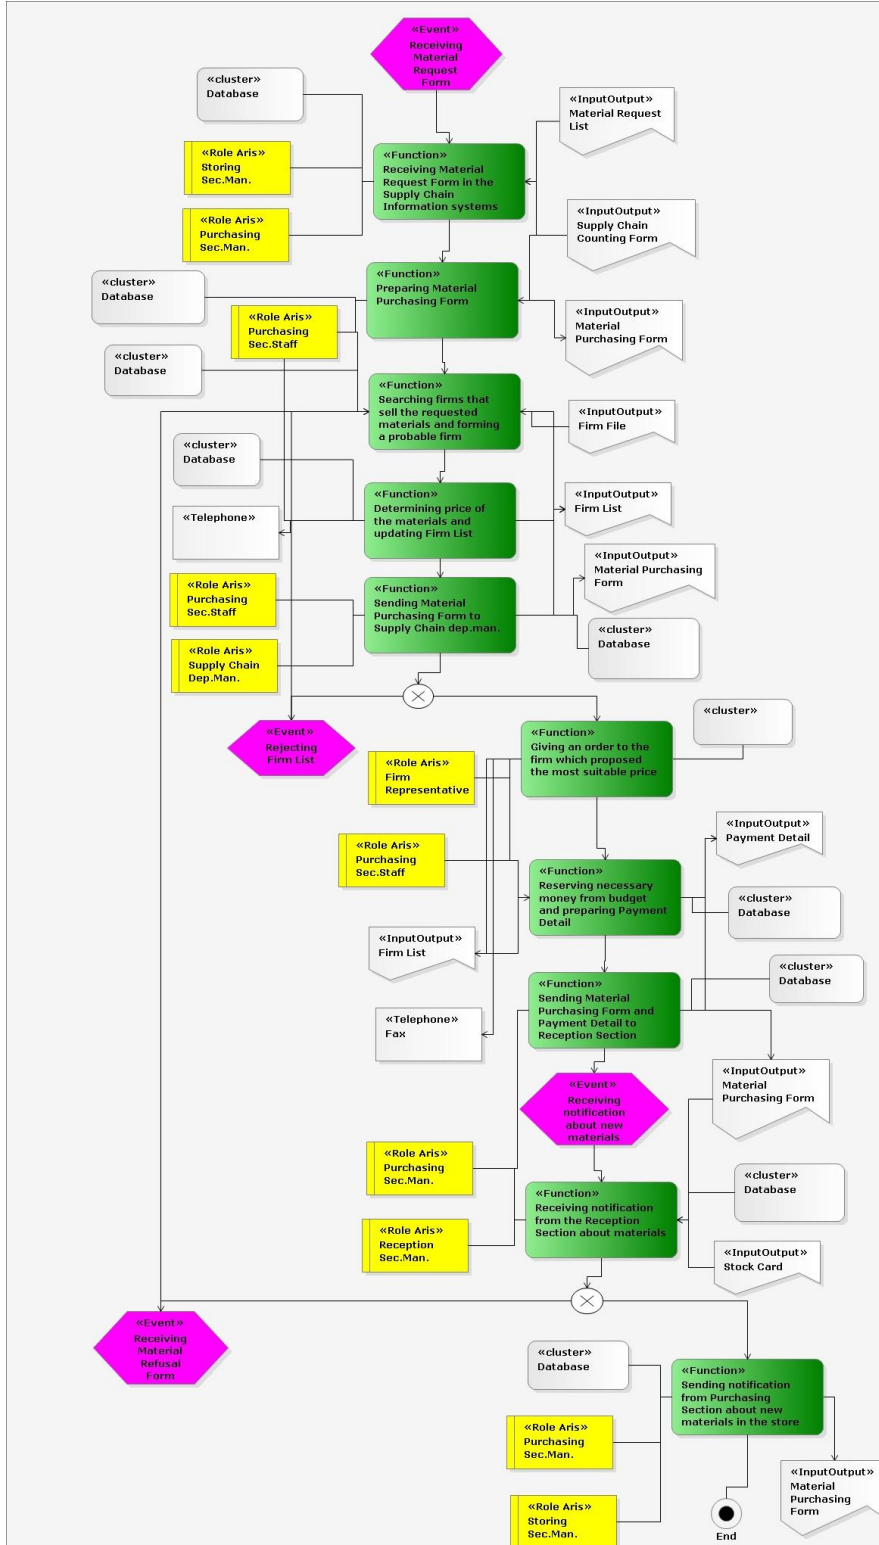 «Event»
Receiving
Material
Request
Form
«cluster»
Database
«InputOutput»
Material Request
List
«Role Aris»
Storing
Sec.Man.
«Function»
Receiving Material
Request Form in the
Supply Chain
Information systems
«Role Aris»
Purchasing
Sec.Man.
«InputOutput»
Supply Chain
Counting Form
«cluster»
Database
«Function»
Preparing Material
Purchasing Form
«Role Aris»
Purchasing
Sec.Staff
«InputOutput»
Material
Purchasing Form
«cluster»
Database
«Function»
Searching firms that
sell the requested
materials and forming
a probable firm
«InputOutput»
Firm File
«cluster»
Database
«Function»
Determining price of
the materials and
updating Firm List
«InputOutput»
Firm List
«Telephone»
«InputOutput»
Material Purchasing
Form
«Role Aris»
Purchasing
Sec.Staff
«Function»
Sending Material
Purchasing Form to
Supply Chain dep.man.
«cluster»
Database
«Role Aris»
Supply Chain
Dep.Man.
«Event»
Rejecting
Firm List
«Function»
Giving an order to the
firm which proposed
the most suitable price
«cluster»
«Role Aris»
Firm
Representative
«InputOutput»
Payment Detail
«Role Aris»
Purchasing
Sec.Staff
«Function»
Reserving necessary
money from budget
and preparing Payment
Detail
«cluster»
Database
«InputOutput»
Firm List
«cluster»
Database
«Function»
Sending Material
Purchasing Form and
Payment Detail to
Reception Section
«Telephone»
Fax
«InputOutput»
Material
Purchasing Form
«Event»
Receiving
notification
about new
materials
«Role Aris»
Purchasing
Sec.Man.
«cluster»
Database
«Function»
Receiving notification
from the Reception
Section about materials
«Role Aris»
Reception
Sec.Man.
«InputOutput»
Stock Card
«Event»
Receiving
Material
Refusal
Form
«cluster»
Database
«Function»
Sending notification
from Purchasing
Section about new
materials in the store
«Role Aris»
Purchasing
Sec.Man.
«InputOutput»
Material
Purchasing
Form
«Role Aris»
Storing
Sec.Man.
End